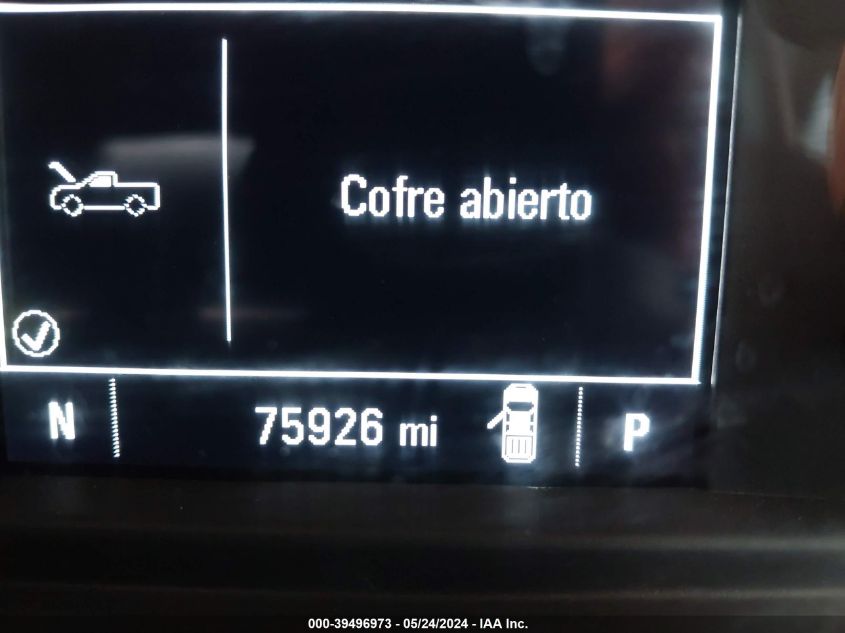 Cofre abierto
N 75926 mi P
000-39496973 - 05/24/2024 - IAA Inc.